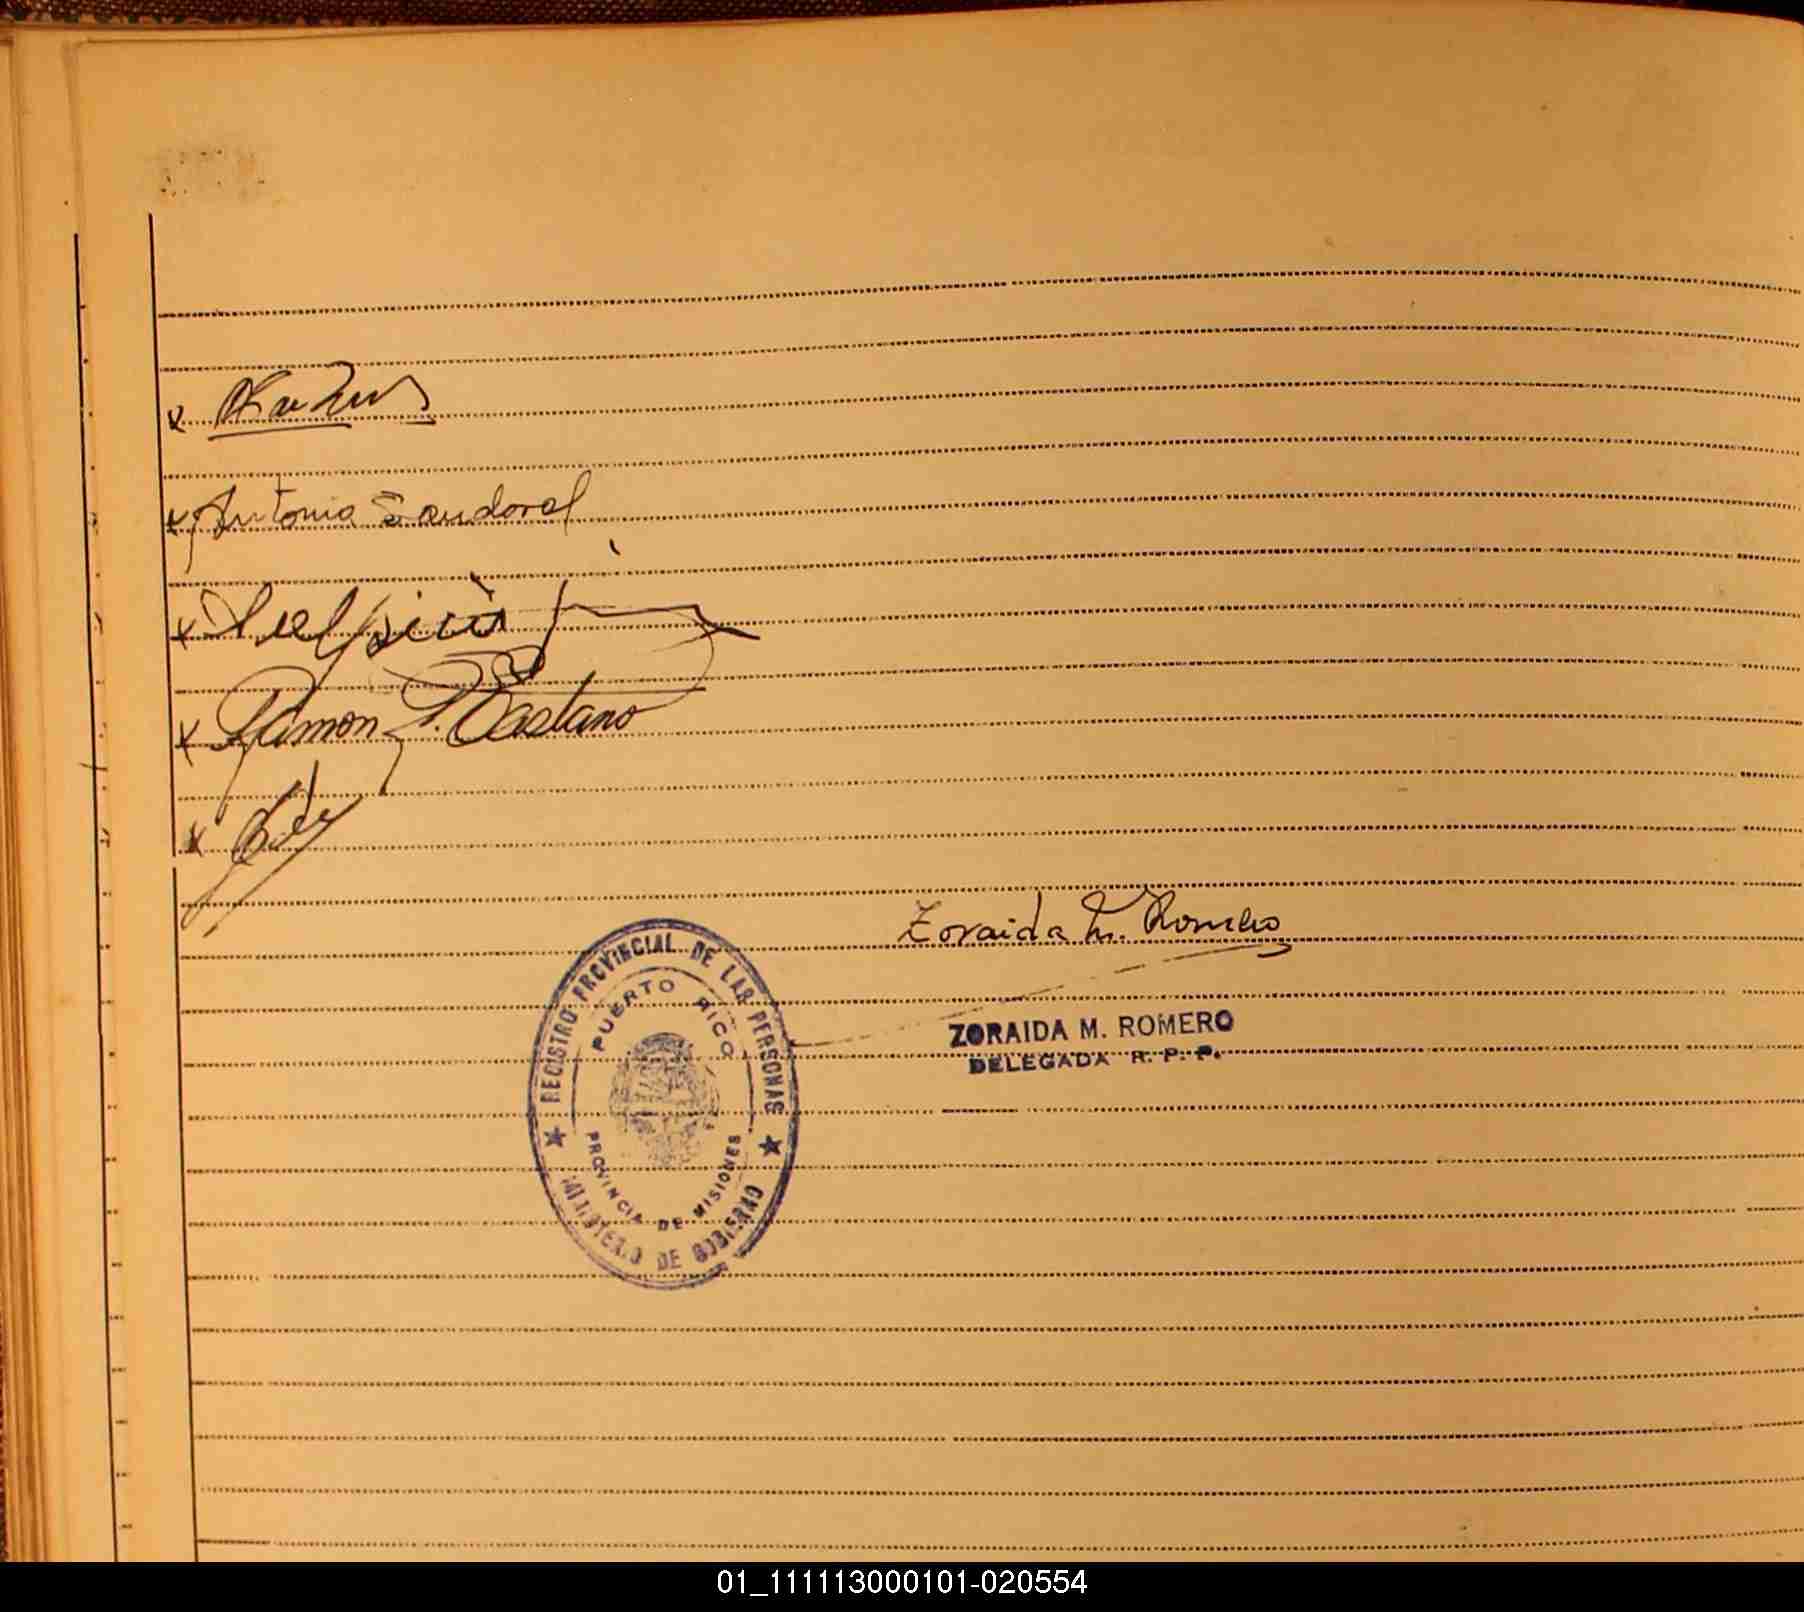 x
x Antonia Sandoval
x
x Ramon Castano
x
Zoraida M. Romero
REGISTRO PROVINCIAL DE LAS PERSONAS
PUERTO RICO
PROVINCIA DE MISIONES
MINISTERIO DE GOBIERNO
ZORAIDA M. ROMERO
DELEGADA R. P. P.
01_111113000101-020554